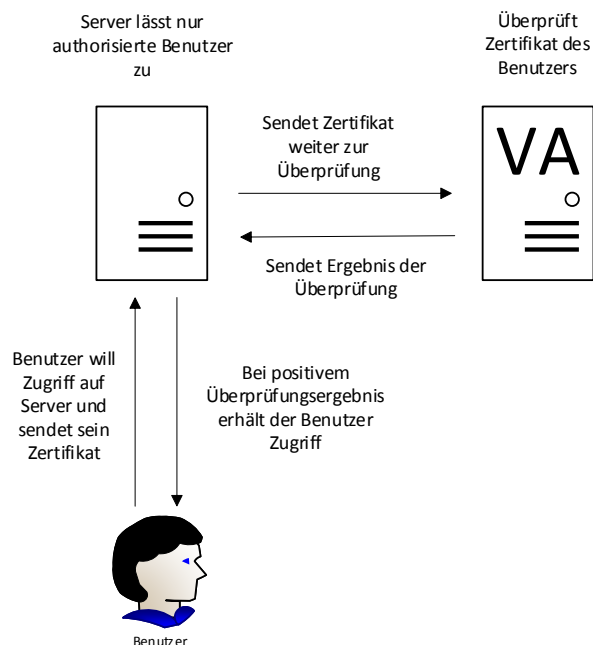 Server lässt nur
authorisierte Benutzer
zu
Überprüft
Zertifikat des
Benutzers
Sendet Zertifikat
weiter zur
Überprüfung
VA
Sendet Ergebnis der
Überprüfung
Benutzer will
Zugriff auf
Server und
sendet sein
Zertifikat
Bei positivem
Überprüfungsergebnis
erhält der Benutzer
Zugriff
Benutzer